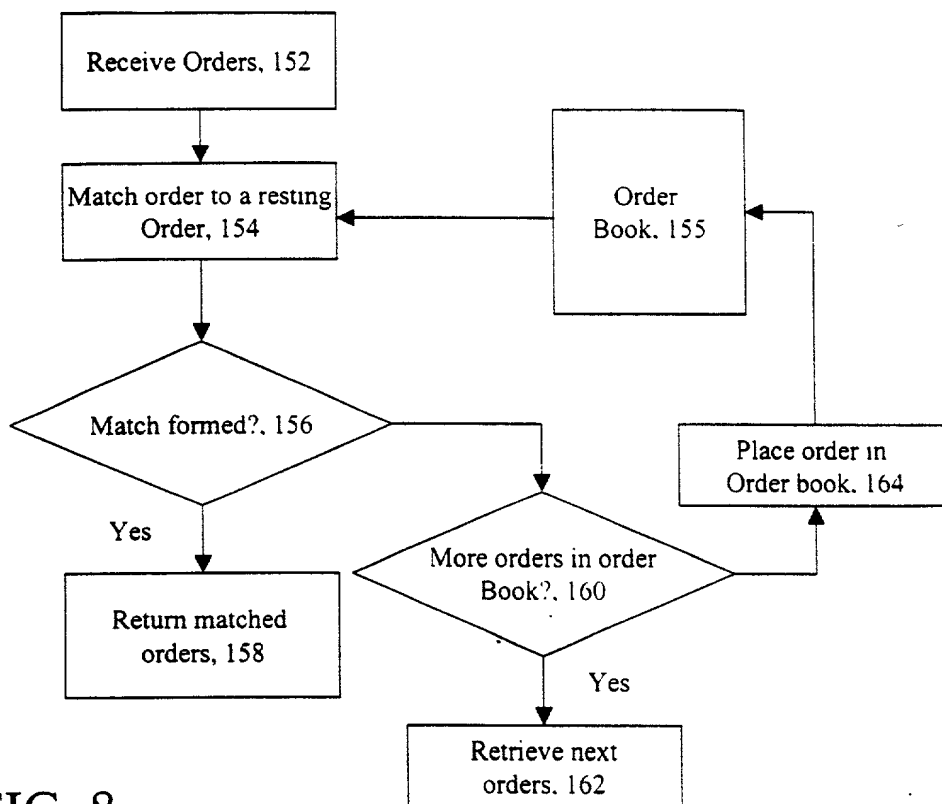 Receive Orders, 152
Match order to a resting
Order, 154
Order
Book. 155
Match formed?. 156
Place order in
Order book. 164
Yes
More orders in order
Book?. 160
Return matched
orders, 158
Yes
Retrieve next
orders. 162
FIG. 8